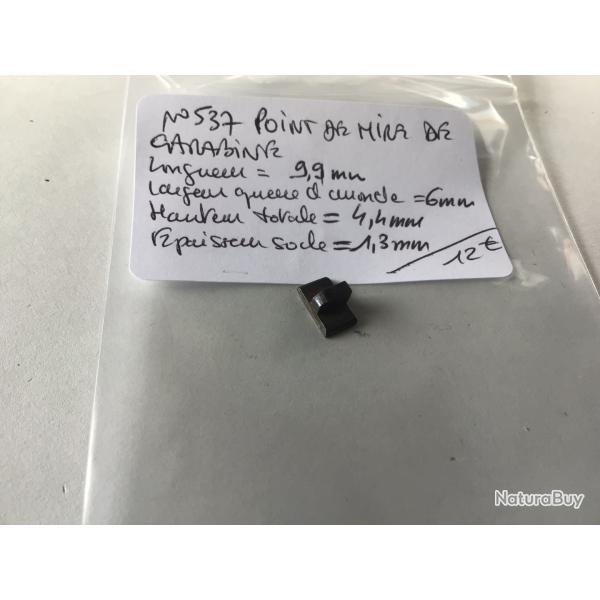 N°537 POINT DE MIRE DE
CARABINE
Longueur = 9,9 mm
Largeur queue d'aronde = 6mm
Hauteur totale = 4,4mm
Epaisseur socle = 1,3mm
12€
NaturaBuy